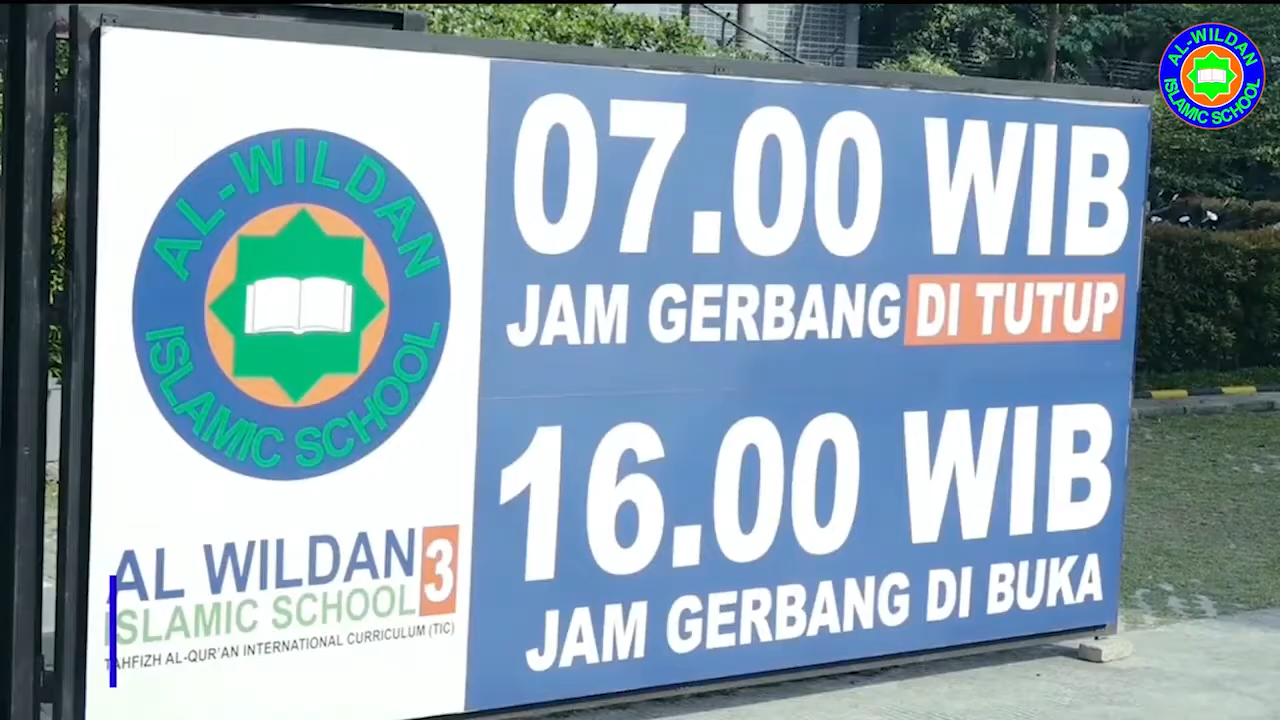 AL-WILDAN
ISLAMIC SCHOOL
AL WILDAN 3
ISLAMIC SCHOOL
TAHFIZH AL-QUR'AN INTERNATIONAL CURRICULUM (TIC)
07.00 WIB
JAM GERBANG DI TUTUP
16.00 WIB
JAM GERBANG DI BUKA
AL-WILDAN
ISLAMIC SCHOOL